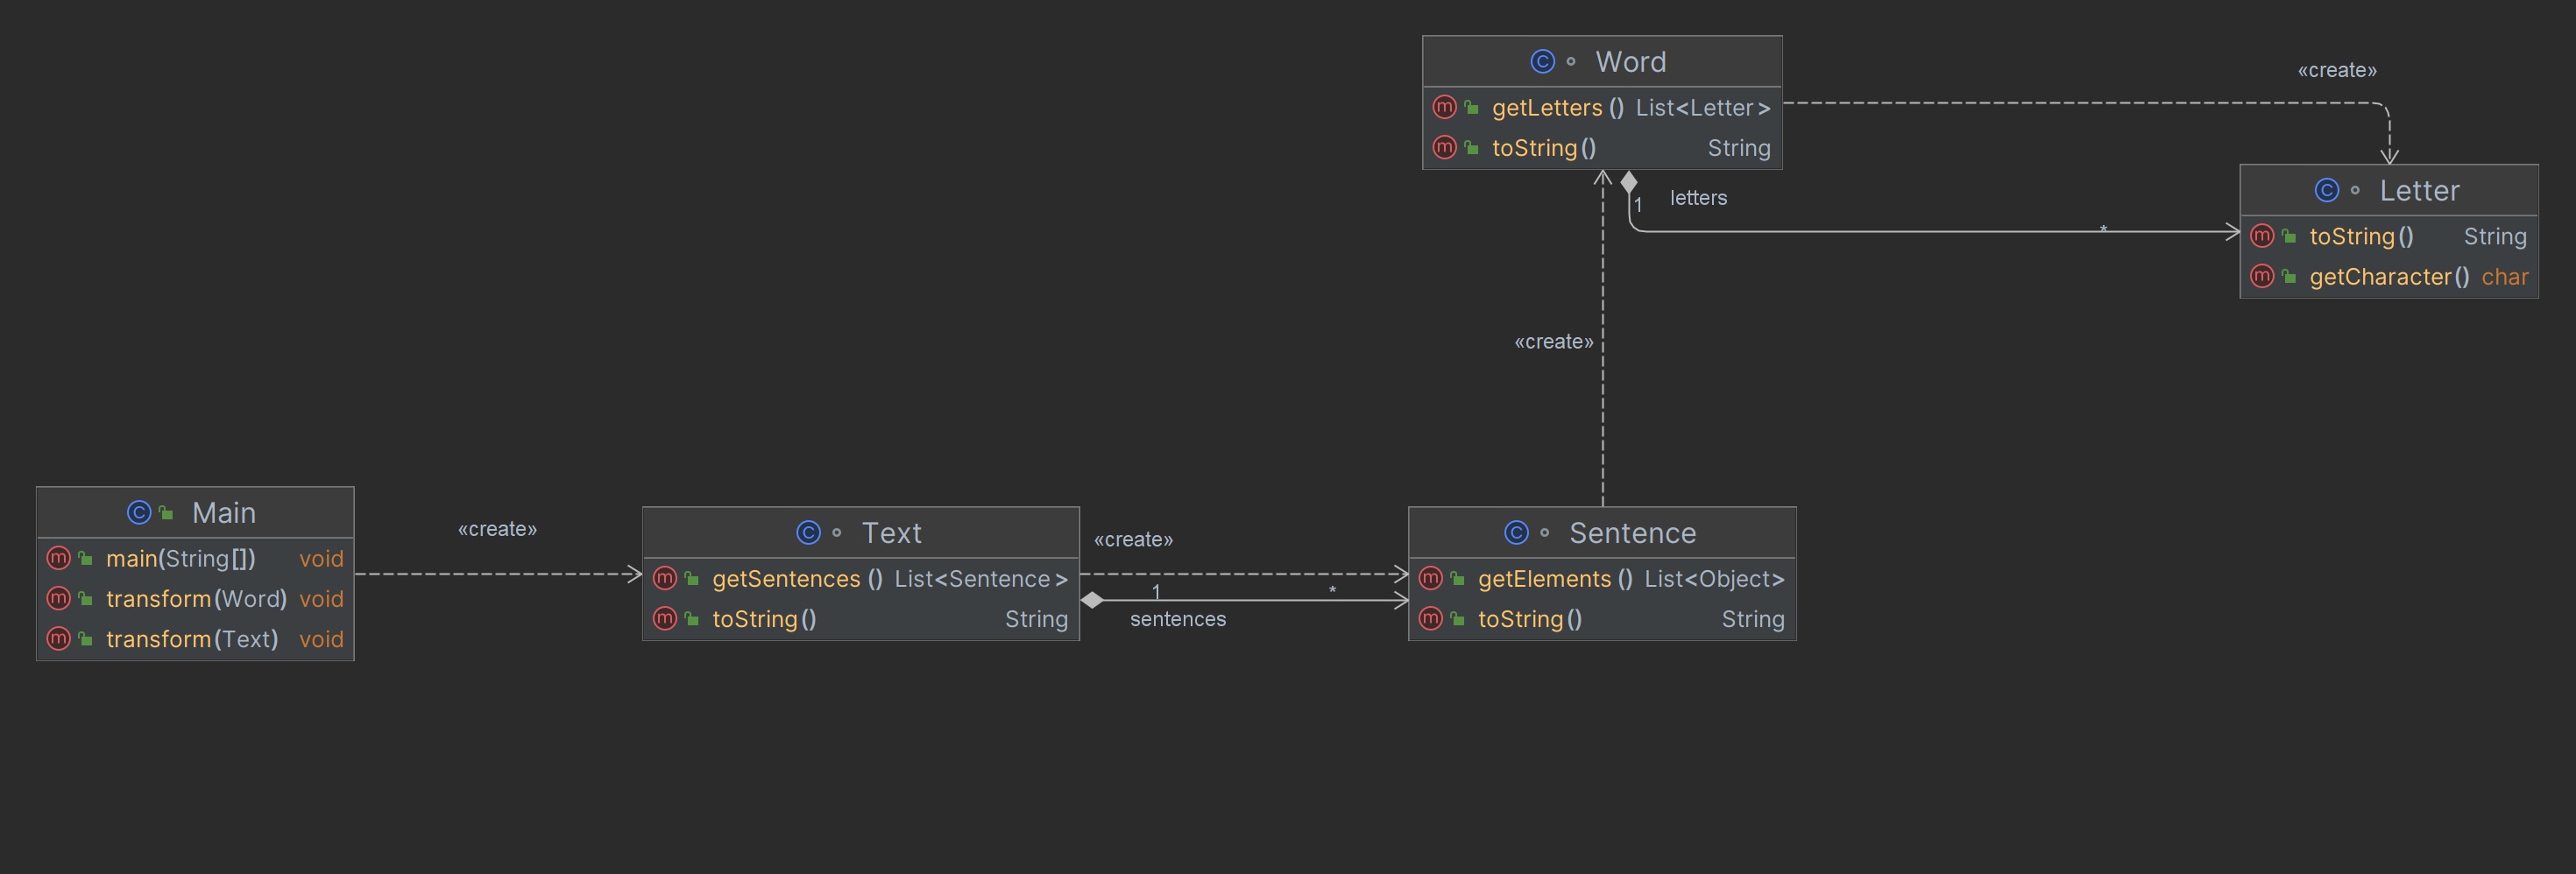 Word
getLetters () List<Letter>
toString() String
«create»
1 letters
*
Letter
toString() String
getCharacter() char
«create»
Main
main(String[]) void
transform(Word) void
transform(Text) void
«create»
Text
getSentences () List<Sentence>
toString() String
«create»
1 *
sentences
Sentence
getElements () List<Object>
toString() String